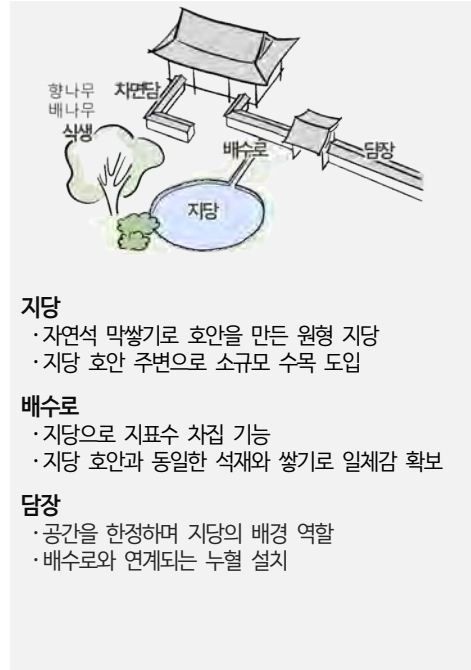 향나무
배나무
식생
차면담
배수로
담장
지당
지당
·자연석 막쌓기로 호안을 만든 원형 지당
·지당 호안 주변으로 소규모 수목 도입
배수로
·지당으로 지표수 차집 기능
·지당 호안과 동일한 석재와 쌓기로 일체감 확보
담장
·공간을 한정하며 지당의 배경 역할
·배수로와 연계되는 누혈 설치